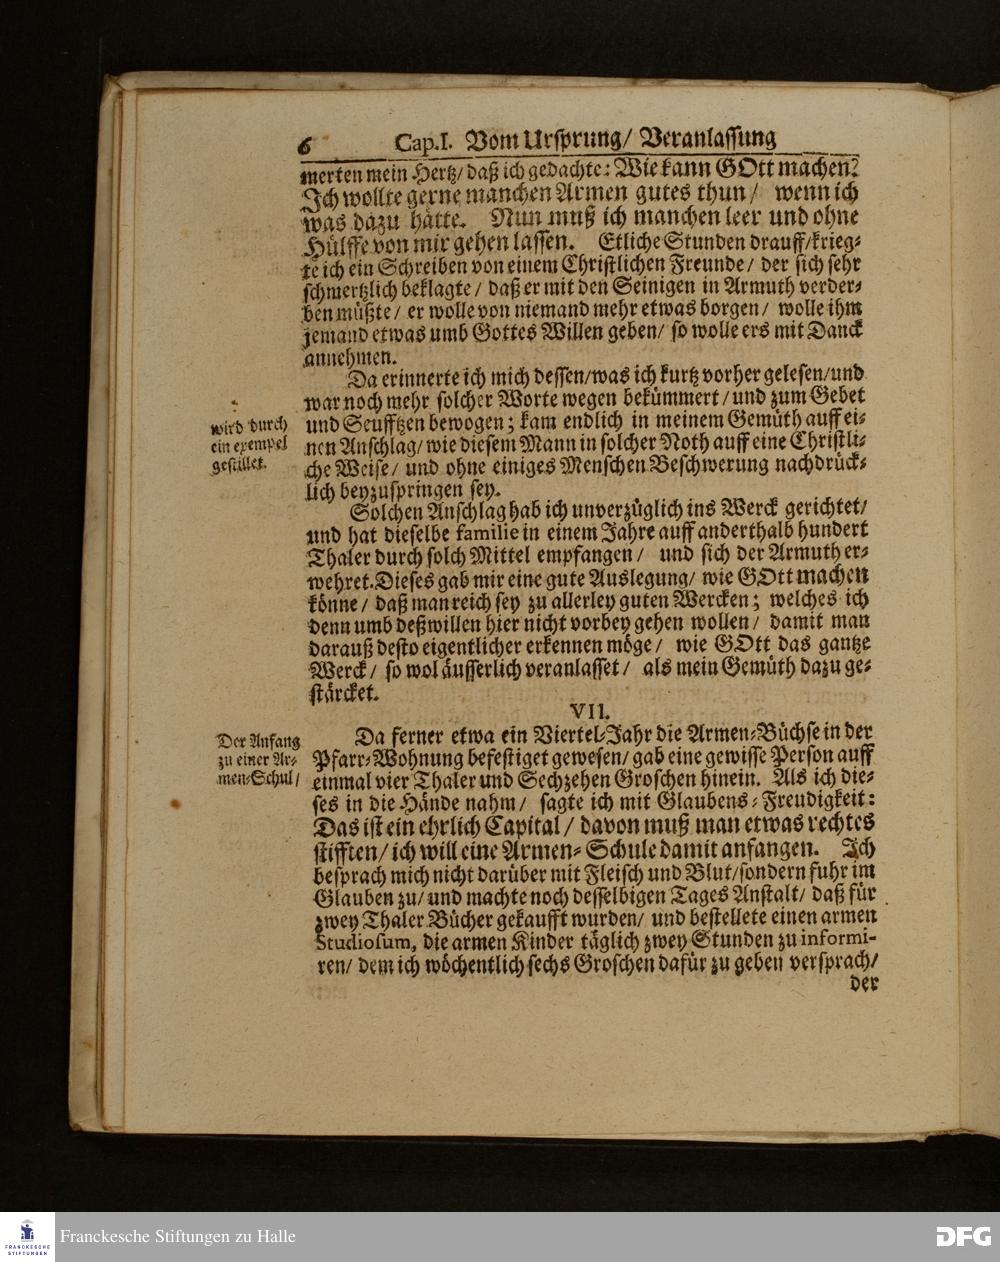 6 Cap.I. Vom Ursprung/ Veranlassung
merten mein Hertz/ daß ich gedachte: Wie kann GOtt machen?
Ich wollte gerne manchen Armen gutes thun/ wenn ich
was dazu hätte. Nun muß ich manchen leer und ohne
Hülffe von mir gehen lassen. Etliche Stunden drauff/krieg-
te ich ein Schreiben von einem Christlichen Freunde/ der sich sehr
schmertzlich beklagte/ daß er mit den Seinigen in Armuth verder-
ben müßte/ er wolle von niemand mehr etwas borgen/ wolle ihm
jemand etwas umb Gottes Willen geben/ so wolle ers mit Danck
annehmen.
Da erinnerte ich mich dessen/was ich kurtz vorher gelesen/und
war noch mehr solcher Worte wegen bekümmert/ und zum Gebet
wird durch
ein exempel
gestillet.
und Seufftzen bewogen; kam endlich in meinem Gemüth auff ei-
nen Anschlag/ wie diesem Mann in solcher Noth auff eine Christli-
che Weise/ und ohne einiges Menschen Beschwerung nachdrück-
lich beyzuspringen sey.
Solchen Anschlag hab ich unverzüglich ins Werck gerichtet/
und hat dieselbe familie in einem Jahre auff anderthalb hundert
Thaler durch solch Mittel empfangen/ und sich der Armuth er-
wehret. Dieses gab mir eine gute Auslegung/ wie GOtt machen
könne/ daß man reich sey zu allerley guten Wercken; welches ich
denn umb deßwillen hier nicht vorbey gehen wollen/ damit man
darauß desto eigentlicher erkennen möge/ wie GOtt das gantze
Werck/ so wol äusserlich veranlasset/ als mein Gemüth dazu ge-
stärcket.
VII.
Der Anfang
zu einer Ar-
men-Schul/
Da ferner etwa ein Viertel-Jahr die Armen-Büchse in der
Pfarr-Wohnung befestiget gewesen/ gab eine gewisse Person auff
einmal vier Thaler und Sechzehen Groschen hinein. Als ich die-
ses in die Hände nahm/ sagte ich mit Glaubens-Freudigkeit:
Das ist ein ehrlich Capital/ davon muß man etwas rechtes
stifften/ ich will eine Armen-Schule damit anfangen. Ich
besprach mich nicht darüber mit Fleisch und Blut/sondern fuhr im
Glauben zu/ und machte noch desselbigen Tages Anstalt/ daß für
zwey Thaler Bücher gekaufft wurden/ und bestellete einen armen
Studiosum, die armen Kinder täglich zwey Stunden zu informi-
ren/ dem ich wöchentlich sechs Groschen dafür zu geben versprach/
der
FRANCKESCHE
STIFTUNGEN
Franckesche Stiftungen zu Halle
DFG